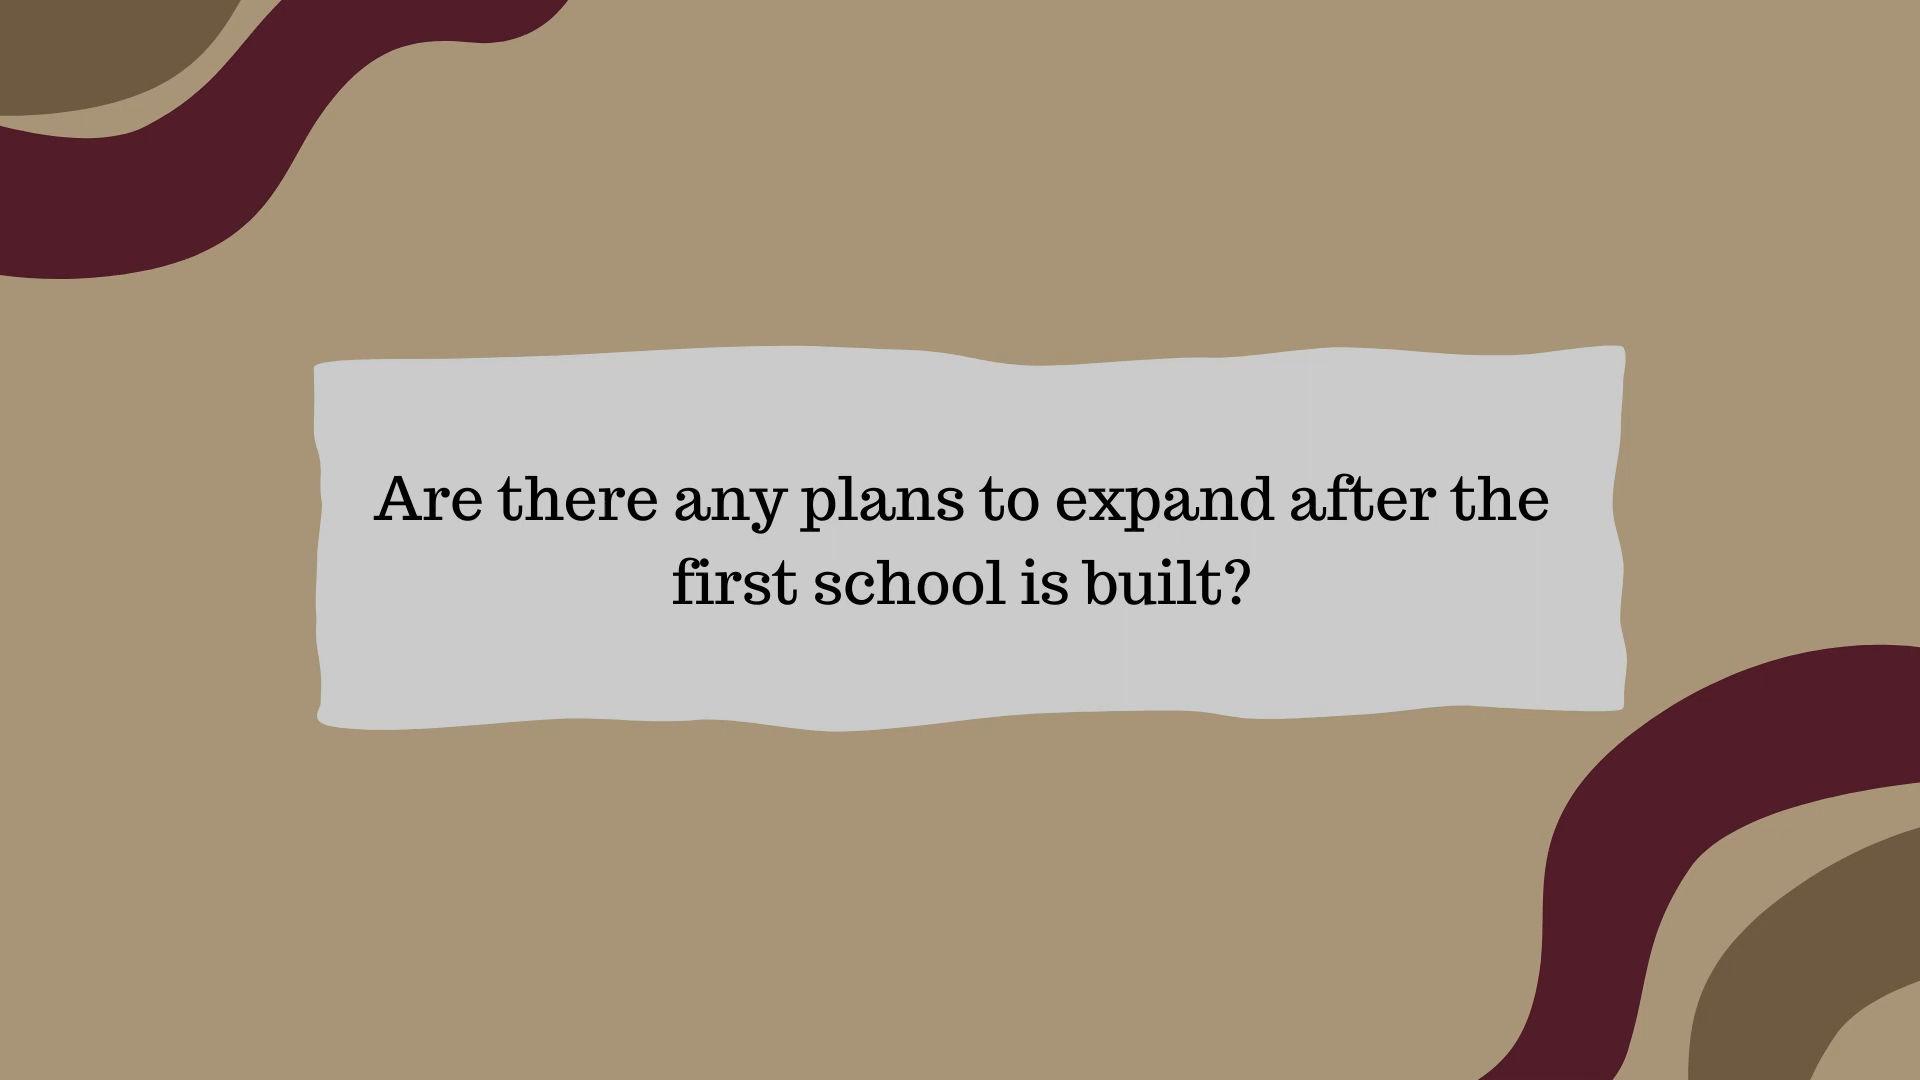 Are there any plans to expand after the
first school is built?